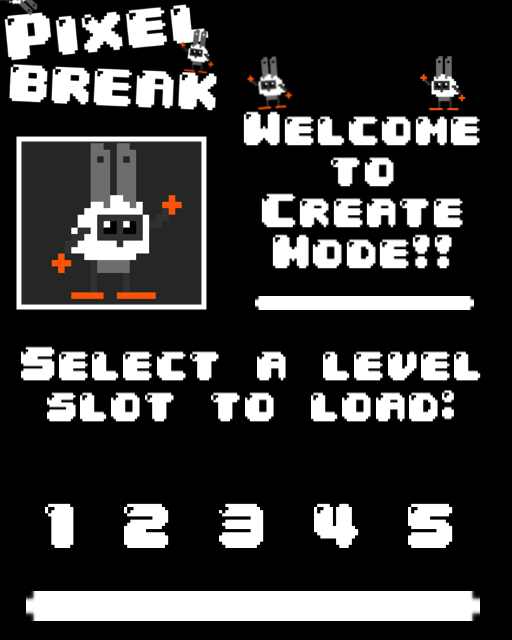 PIXEL
BREAK
WELCOME
TO
CREATE
MODE!!
SELECT A LEVEL
SLOT TO LOAD:
1 2 3 4 5